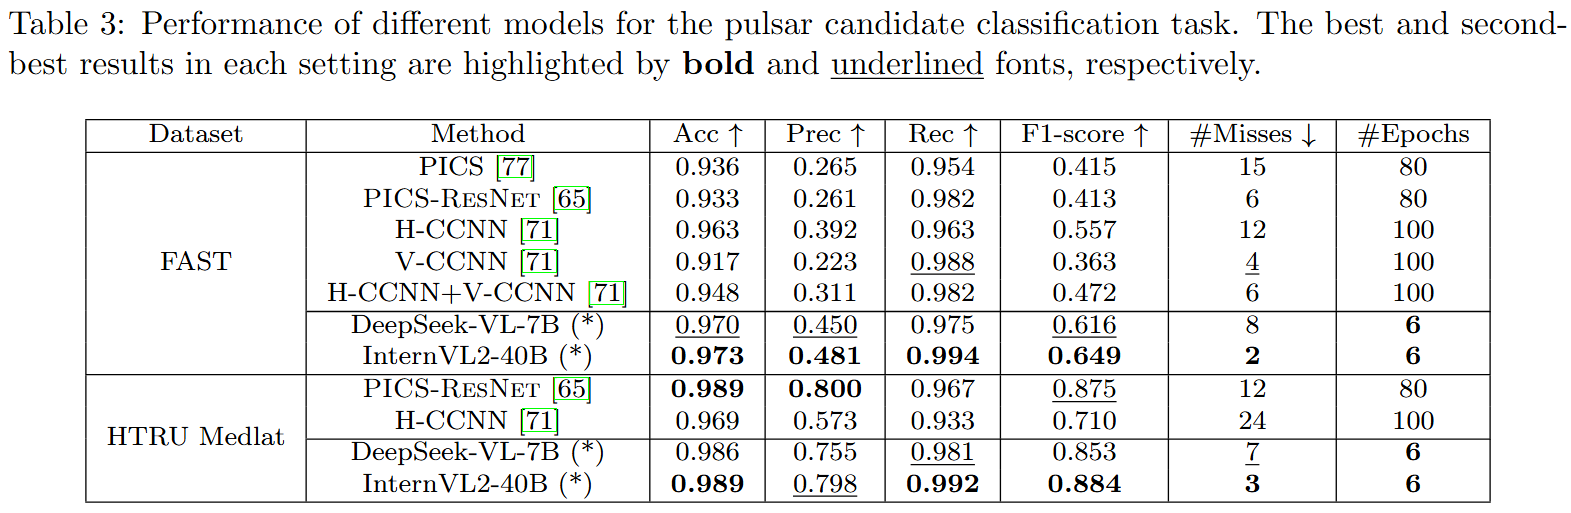 Table 3: Performance of different models for the pulsar candidate classification task. The best and second-
best results in each setting are highlighted by bold and underlined fonts, respectively.
Dataset Method Acc ↑ Prec ↑ Rec ↑ F1-score ↑ #Misses ↓ #Epochs
FAST
PICS [77] 0.936 0.265 0.954 0.415 15 80
PICS-RESNET [65] 0.933 0.261 0.982 0.413 6 80
H-CCNN [71] 0.963 0.392 0.963 0.557 12 100
V-CCNN [71] 0.917 0.223 0.988 0.363 4 100
H-CCNN+V-CCNN [71] 0.948 0.311 0.982 0.472 6 100
DeepSeek-VL-7B (*) 0.970 0.450 0.975 0.616 8 6
InternVL2-40B (*) 0.973 0.481 0.994 0.649 2 6
HTRU Medlat
PICS-RESNET [65] 0.989 0.800 0.967 0.875 12 80
H-CCNN [71] 0.969 0.573 0.933 0.710 24 100
DeepSeek-VL-7B (*) 0.986 0.755 0.981 0.853 7 6
InternVL2-40B (*) 0.989 0.798 0.992 0.884 3 6